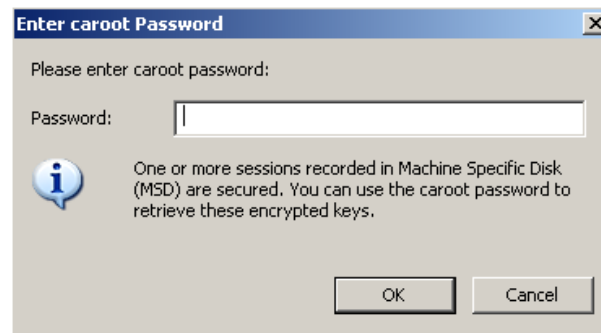 Enter caroot Password
Please enter caroot password:
Password:
One or more sessions recorded in Machine Specific Disk
(MSD) are secured. You can use the caroot password to
retrieve these encrypted keys.
OK
Cancel